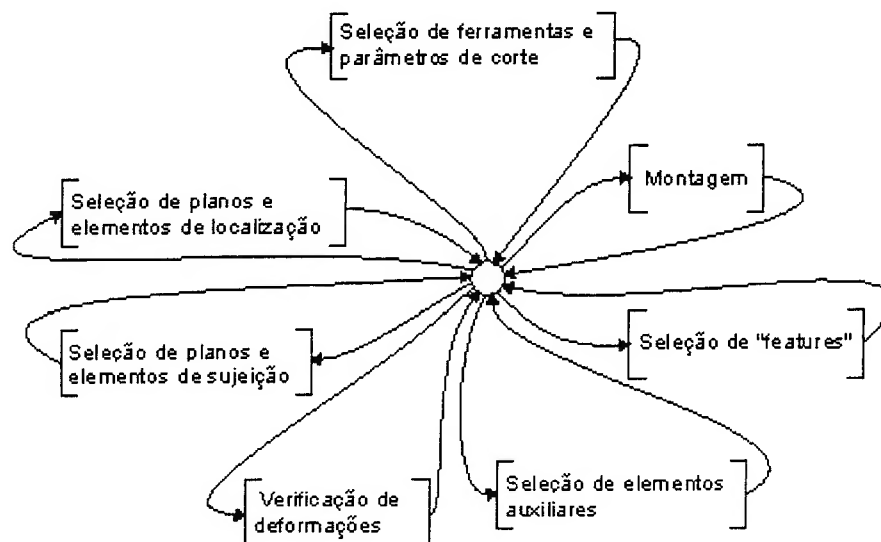 Seleção de ferramentas e
parâmetros de corte
Montagem
Seleção de planos e
elementos de localização
Seleção de "features"
Seleção de planos e
elementos de sujeição
Seleção de elementos
auxiliares
Verificação de
deformações